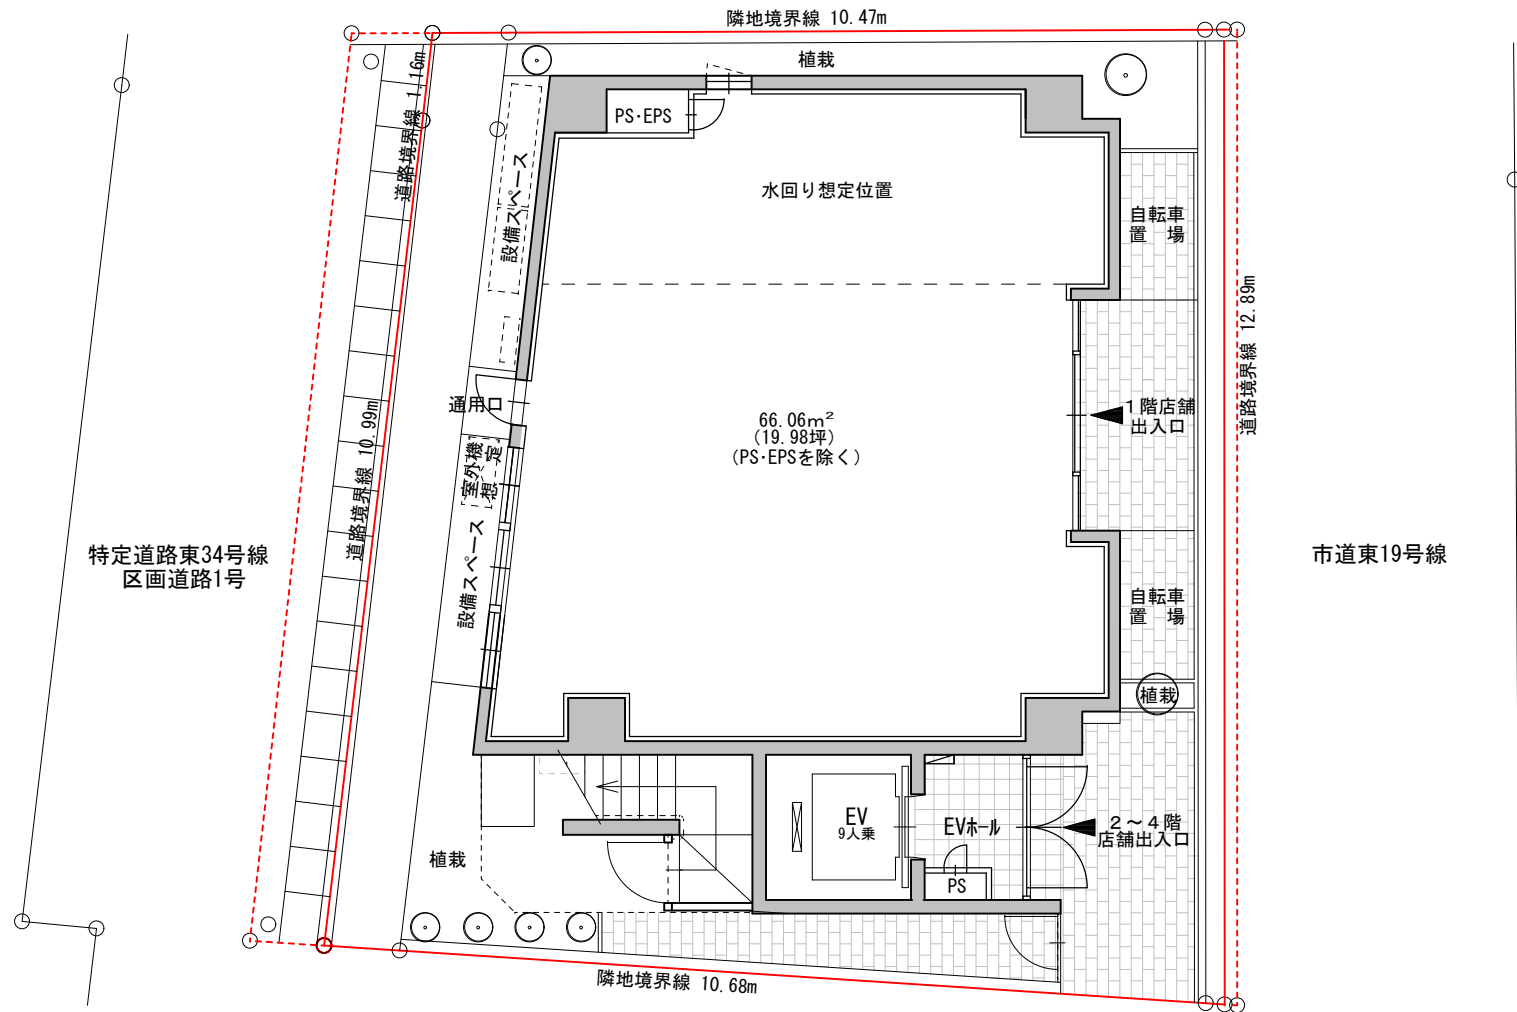 隣地境界線 10.47m
植栽
道路境界線 1.16m
PS・EPS
設備スペース
水回り想定位置
自転車
置　場
道路境界線 12.89m
通用口
1階店舗
出入口
66.06m²
(19.98坪)
(PS・EPSを除く)
道路境界線 10.99m
室外機
想　定
設備スペース
特定道路東34号線
区画道路1号
市道東19号線
自転車
置　場
植栽
EV
9人乗
EVホール
2～4階
店舗出入口
植栽
PS
隣地境界線 10.68m